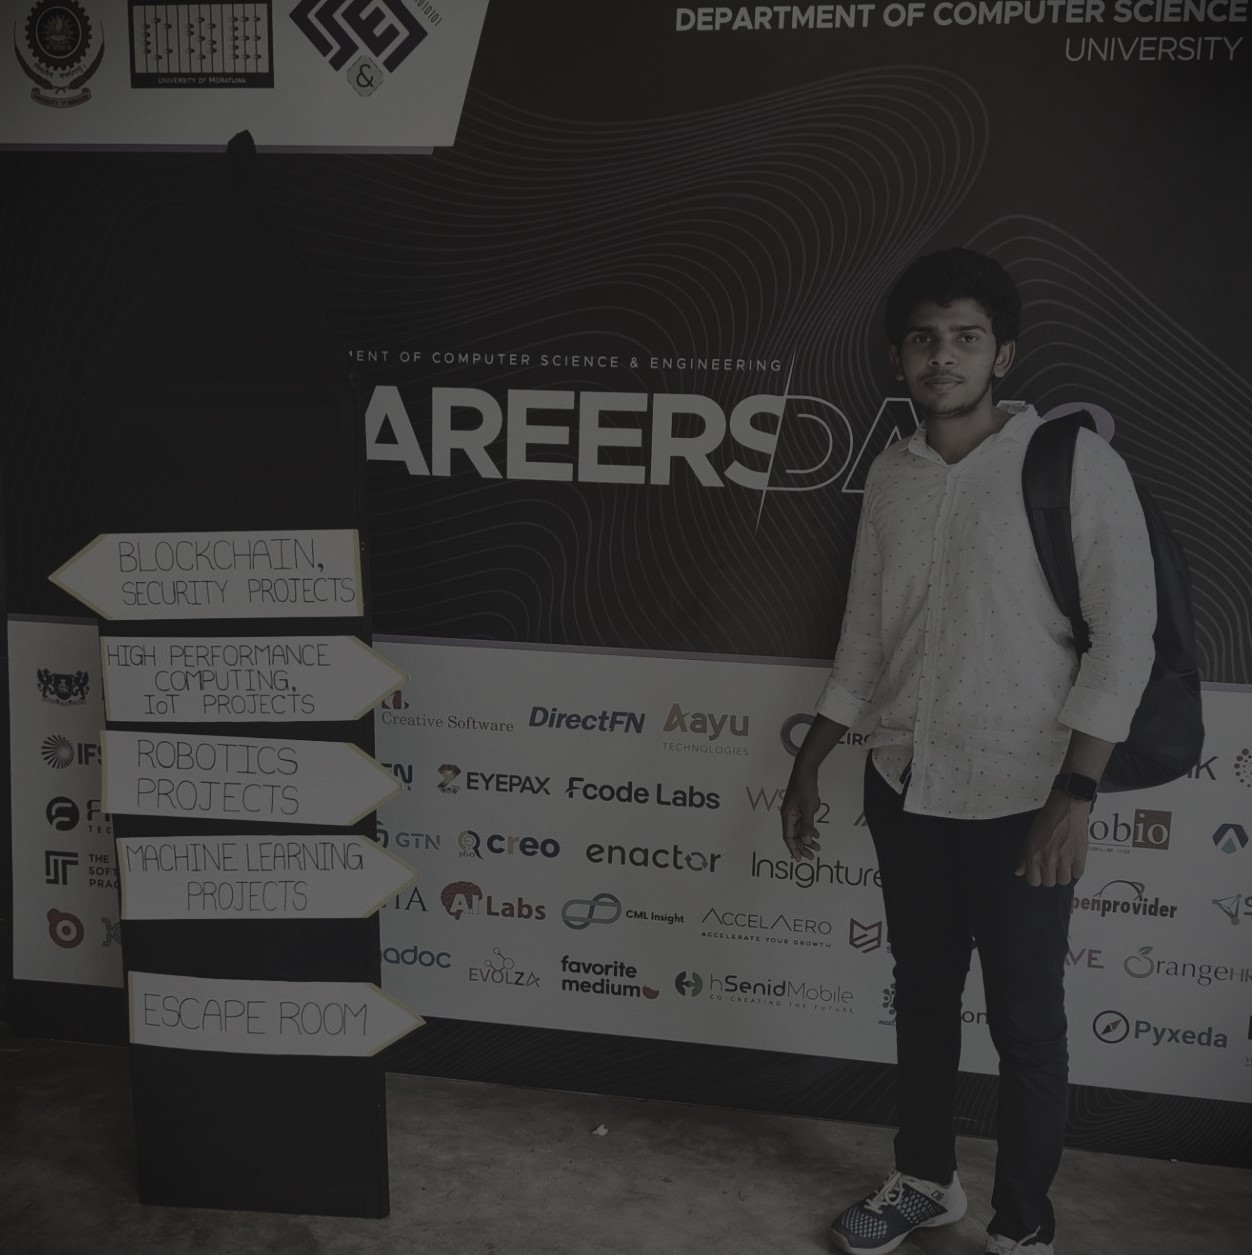 UNIVERSITY OF MORATUWA
&
DEPARTMENT OF COMPUTER SCIENCE
UNIVERSITY
OF COMPUTER SCIENCE & ENGINEERING
AREERS
BLOCKCHAIN,
SECURITY PROJECTS
HIGH PERFORMANCE
COMPUTING,
IoT PROJECTS
ROBOTICS
PROJECTS
MACHINE LEARNING
PROJECTS
ESCAPE ROOM
Creative Software
DirectFN
Aayu
TECHNOLOGIES
EYEPAX
Fcode Labs
GTN
creo
360
enactor
Insighture
AI Labs
CML Insight
ACCELAERO
ACCELERATE YOUR GROWTH
EVOLZA
favorite
medium
hSenidMobile
CO-CREATING THE FUTURE
THE
obio
penprovider
OrangeHR
Pyxeda